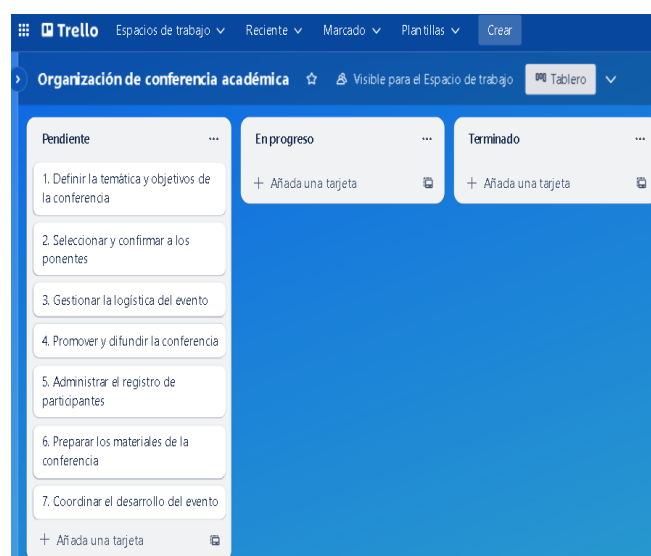 Trello Espacios de trabajo Reciente Marcado Plantillas Crear
Organización de conferencia académica Visible para el Espacio de trabajo Tablero
Pendiente
1. Definir la temática y objetivos de
la conferencia
2. Seleccionar y confirmar a los
ponentes
3. Gestionar la logística del evento
4. Promover y difundir la conferencia
5. Administrar el registro de
participantes
6. Preparar los materiales de la
conferencia
7. Coordinar el desarrollo del evento
+ Añada una tarjeta
En progreso
+ Añada una tarjeta
Terminado
+ Añada una tarjeta